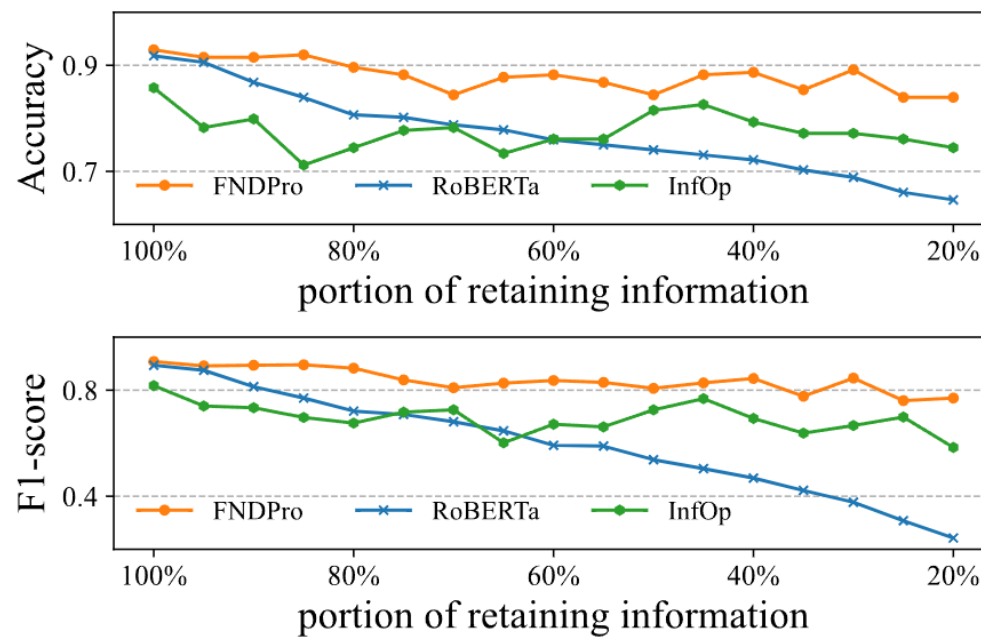 Accuracy
0.9
0.7
FNDPro RoBERTa InfOp
100% 80% 60% 40% 20%
portion of retaining information
F1-score
0.8
0.4
FNDPro RoBERTa InfOp
100% 80% 60% 40% 20%
portion of retaining information